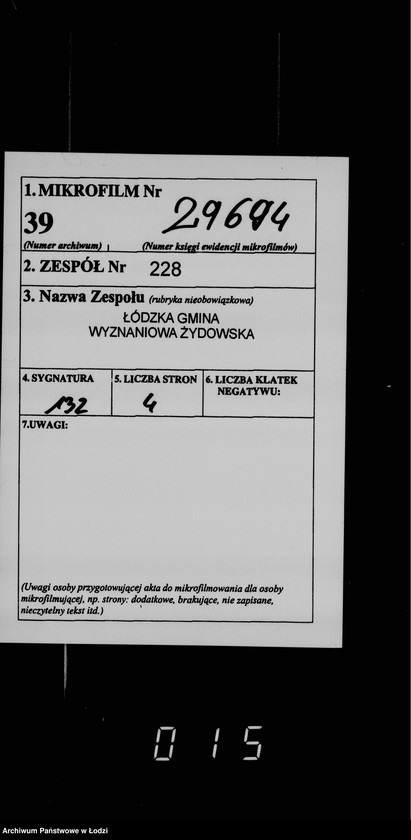 1. MIKROFILM Nr
39 29694
(Numer archiwum) (Numer księgi ewidencji mikrofilmów)
2. ZESPÓŁ Nr 228
3. Nazwa Zespołu (rubryka nieobowiązkowa)
ŁÓDZKA GMINA
WYZNANIOWA ŻYDOWSKA
4. SYGNATURA 5. LICZBA STRON 6. LICZBA KLATEK
NEGATYWU:
132 4
7.UWAGI:
(Uwagi osoby przygotowującej akta do mikrofilmowania dla osoby
mikrofilmującej, np. strony: dodatkowe, brakujące, nie zapisane,
nieczytelny tekst itd.)
015
Archiwum Państwowe w Łodzi